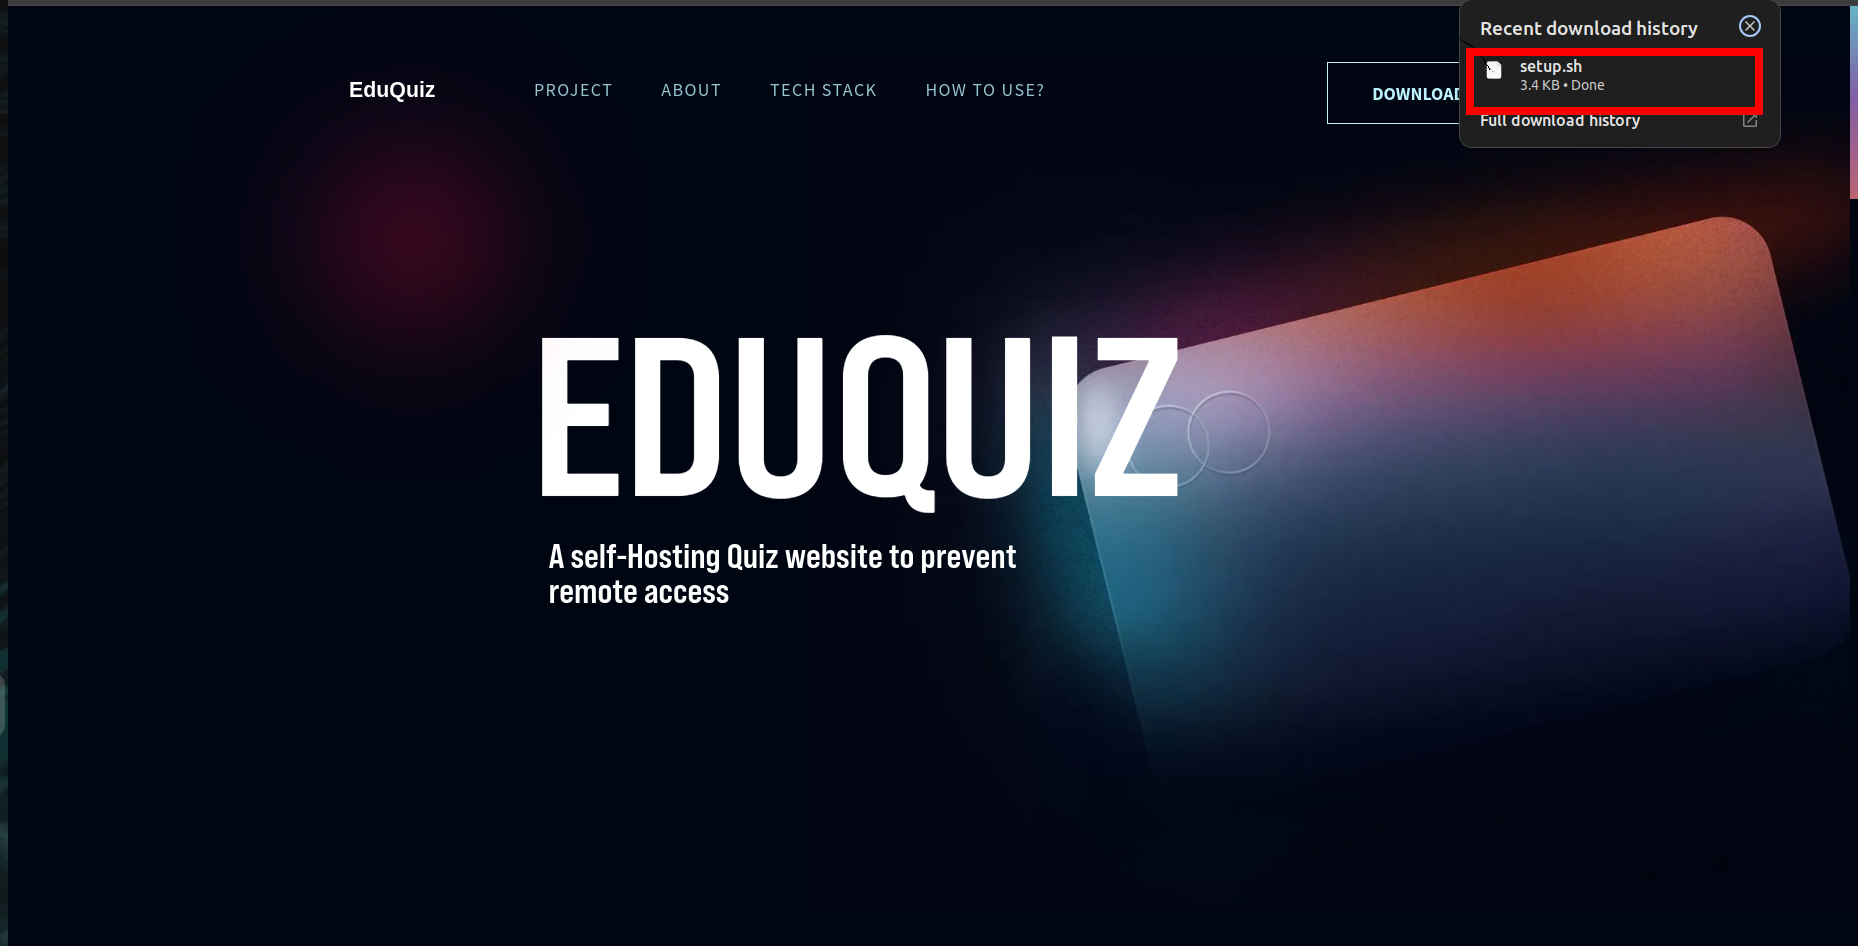 EduQuiz
PROJECT
ABOUT
TECH STACK
HOW TO USE?
Recent download history
setup.sh
3.4 KB • Done
Full download history
EDUQUIZ
A self-Hosting Quiz website to prevent
remote access